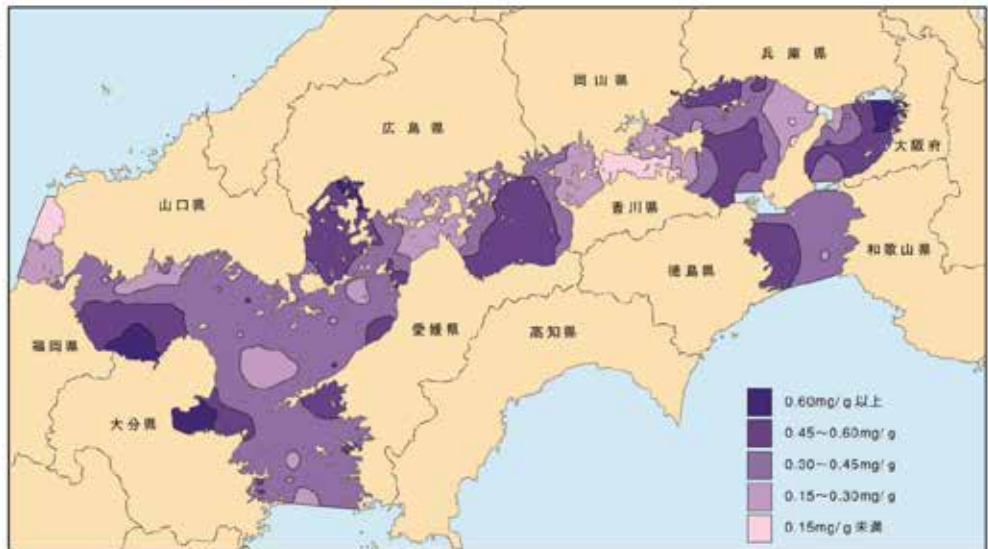 兵庫県
岡山県
広島県
大阪府
山口県
香川県
和歌山県
徳島県
愛媛県
高知県
福岡県
大分県
0.60mg/g以上
0.45～0.60mg/g
0.30～0.45mg/g
0.15～0.30mg/g
0.15mg/g未満